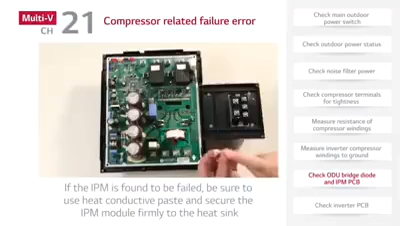 Multi-V
CH 21 Compressor related failure error
Check main outdoor
power switch
Check outdoor power status
Check noise filter power
Check compressor terminals
for tightness
Measure resistance of
compressor windings
Measure inverter compressor
windings to ground
Check ODU bridge diode
and IPM PCB
Check inverter PCB
If the IPM is found to be failed, be sure to
use heat conductive paste and secure the
IPM module firmly to the heat sink